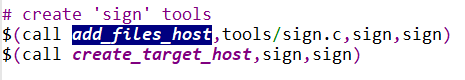 # create 'sign' tools
$(call add_files_host,tools/sign.c,sign,sign)
$(call create_target_host,sign,sign)